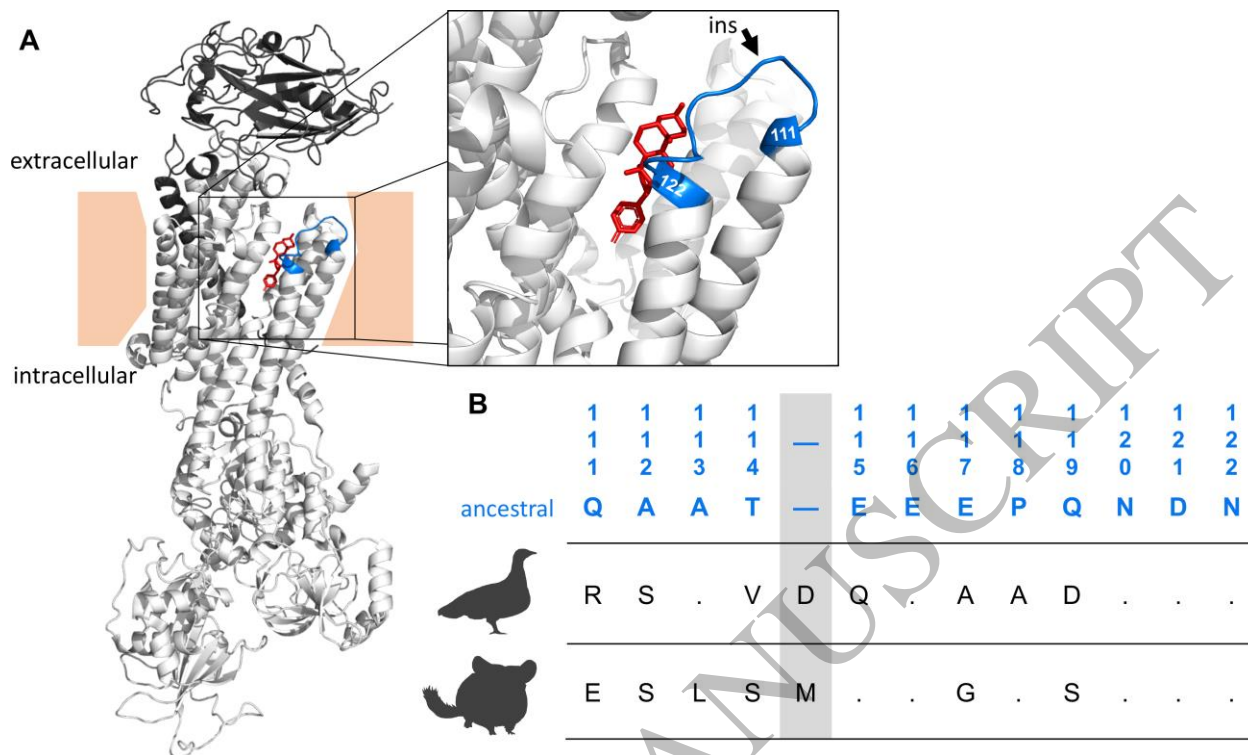 A
extracellular
intracellular
ins
111
122
B
1 1 1 1 1 1 1 1 1 1 1 1
1 1 1 1 — 1 1 1 1 1 2 2 2
1 2 3 4 5 6 7 8 9 0 1 2
ancestral Q A A T — E E E P Q N D N
R S . V D Q . A A D . . .
E S L S M . . G . S . . .
ANUSCRIPT